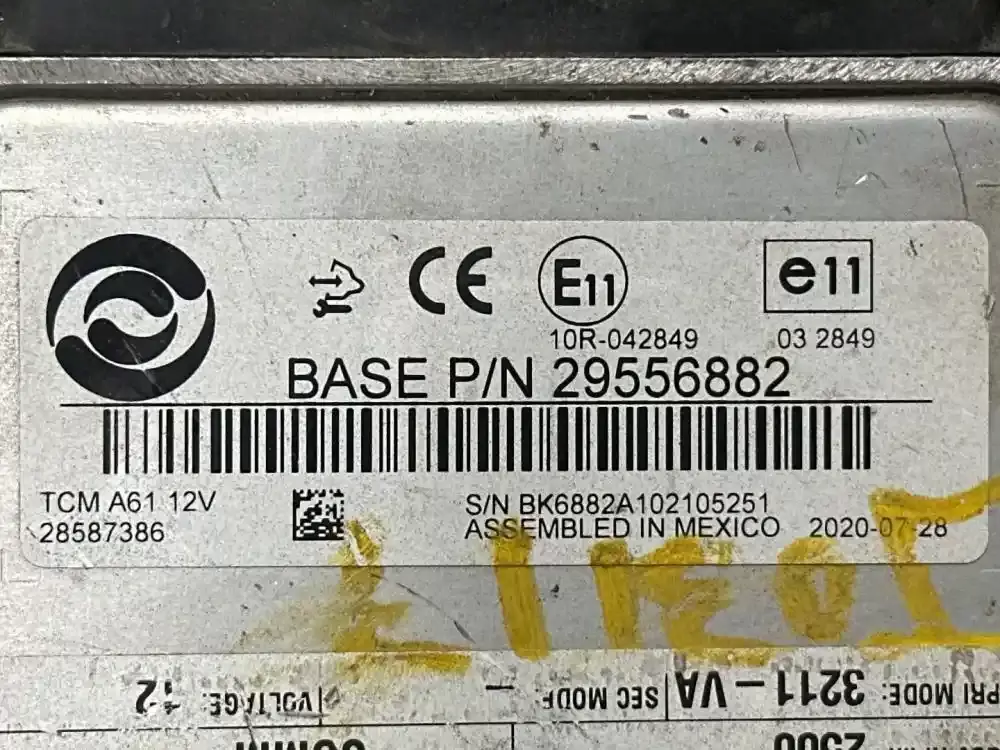 CE E11 e11
10R-042849 03 2849
BASE P/N 29556882
TCM A61 12V S/N BK6882A102105251
28587386 ASSEMBLED IN MEXICO 2020-07-28
PRI MODE: 3211-VA SEC MODE: - VOLTAGE: 12